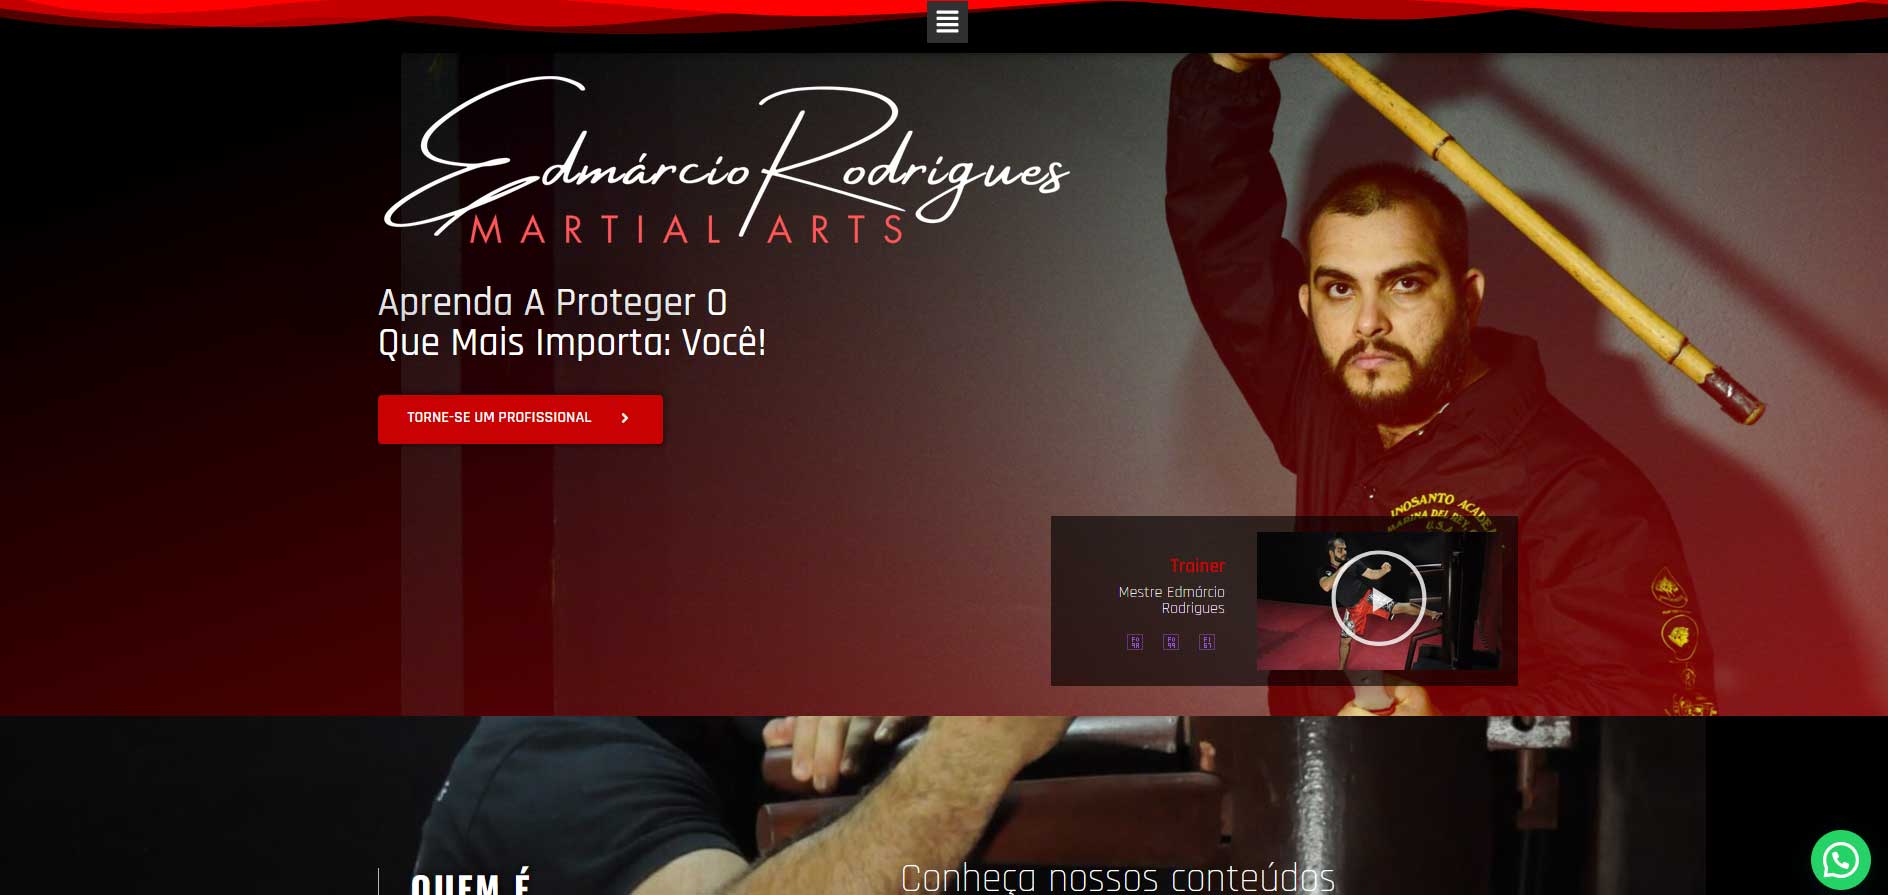 Edmárcio Rodrigues
MARTIAL ARTS
Aprenda A Proteger O
Que Mais Importa: Você!
TORNE-SE UM PROFISSIONAL
INOSANTO ACADE
MARINA DEL REY,
U.S.A
Trainer
Mestre Edmárcio
Rodrigues
QUEM É
Conheça nossos conteúdos